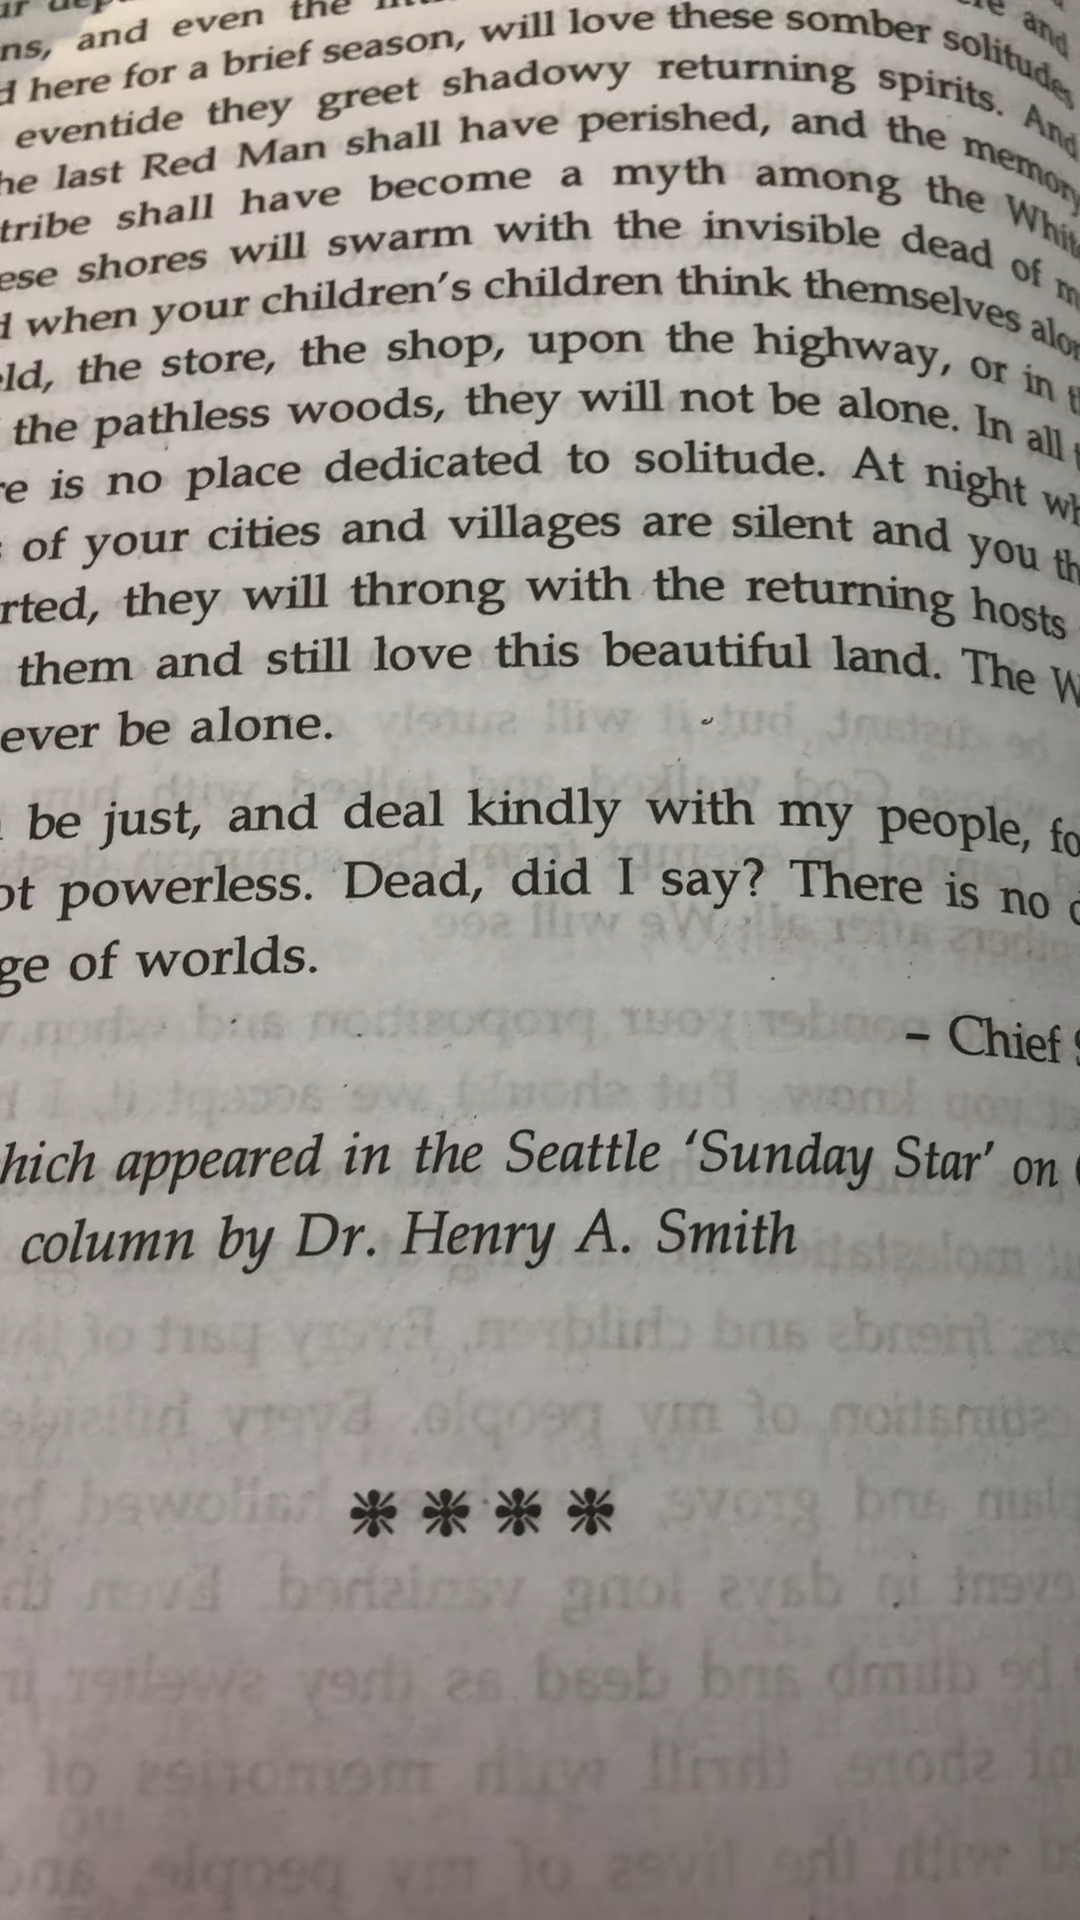 ns, and even the
here for a brief season, will love these somber solitudes
eventide they greet shadowy returning spirits. And
he last Red Man shall have perished, and the memory
tribe shall have become a myth among the Whit
ese shores will swarm with the invisible dead of m
d when your children's children think themselves alon
eld, the store, the shop, upon the highway, or in t
the pathless woods, they will not be alone. In all t
re is no place dedicated to solitude. At night wh
of your cities and villages are silent and you th
rted, they will throng with the returning hosts
them and still love this beautiful land. The W
ever be alone.
be just, and deal kindly with my people, fo
ot powerless. Dead, did I say? There is no d
ge of worlds.
– Chief S
hich appeared in the Seattle 'Sunday Star' on
column by Dr. Henry A. Smith